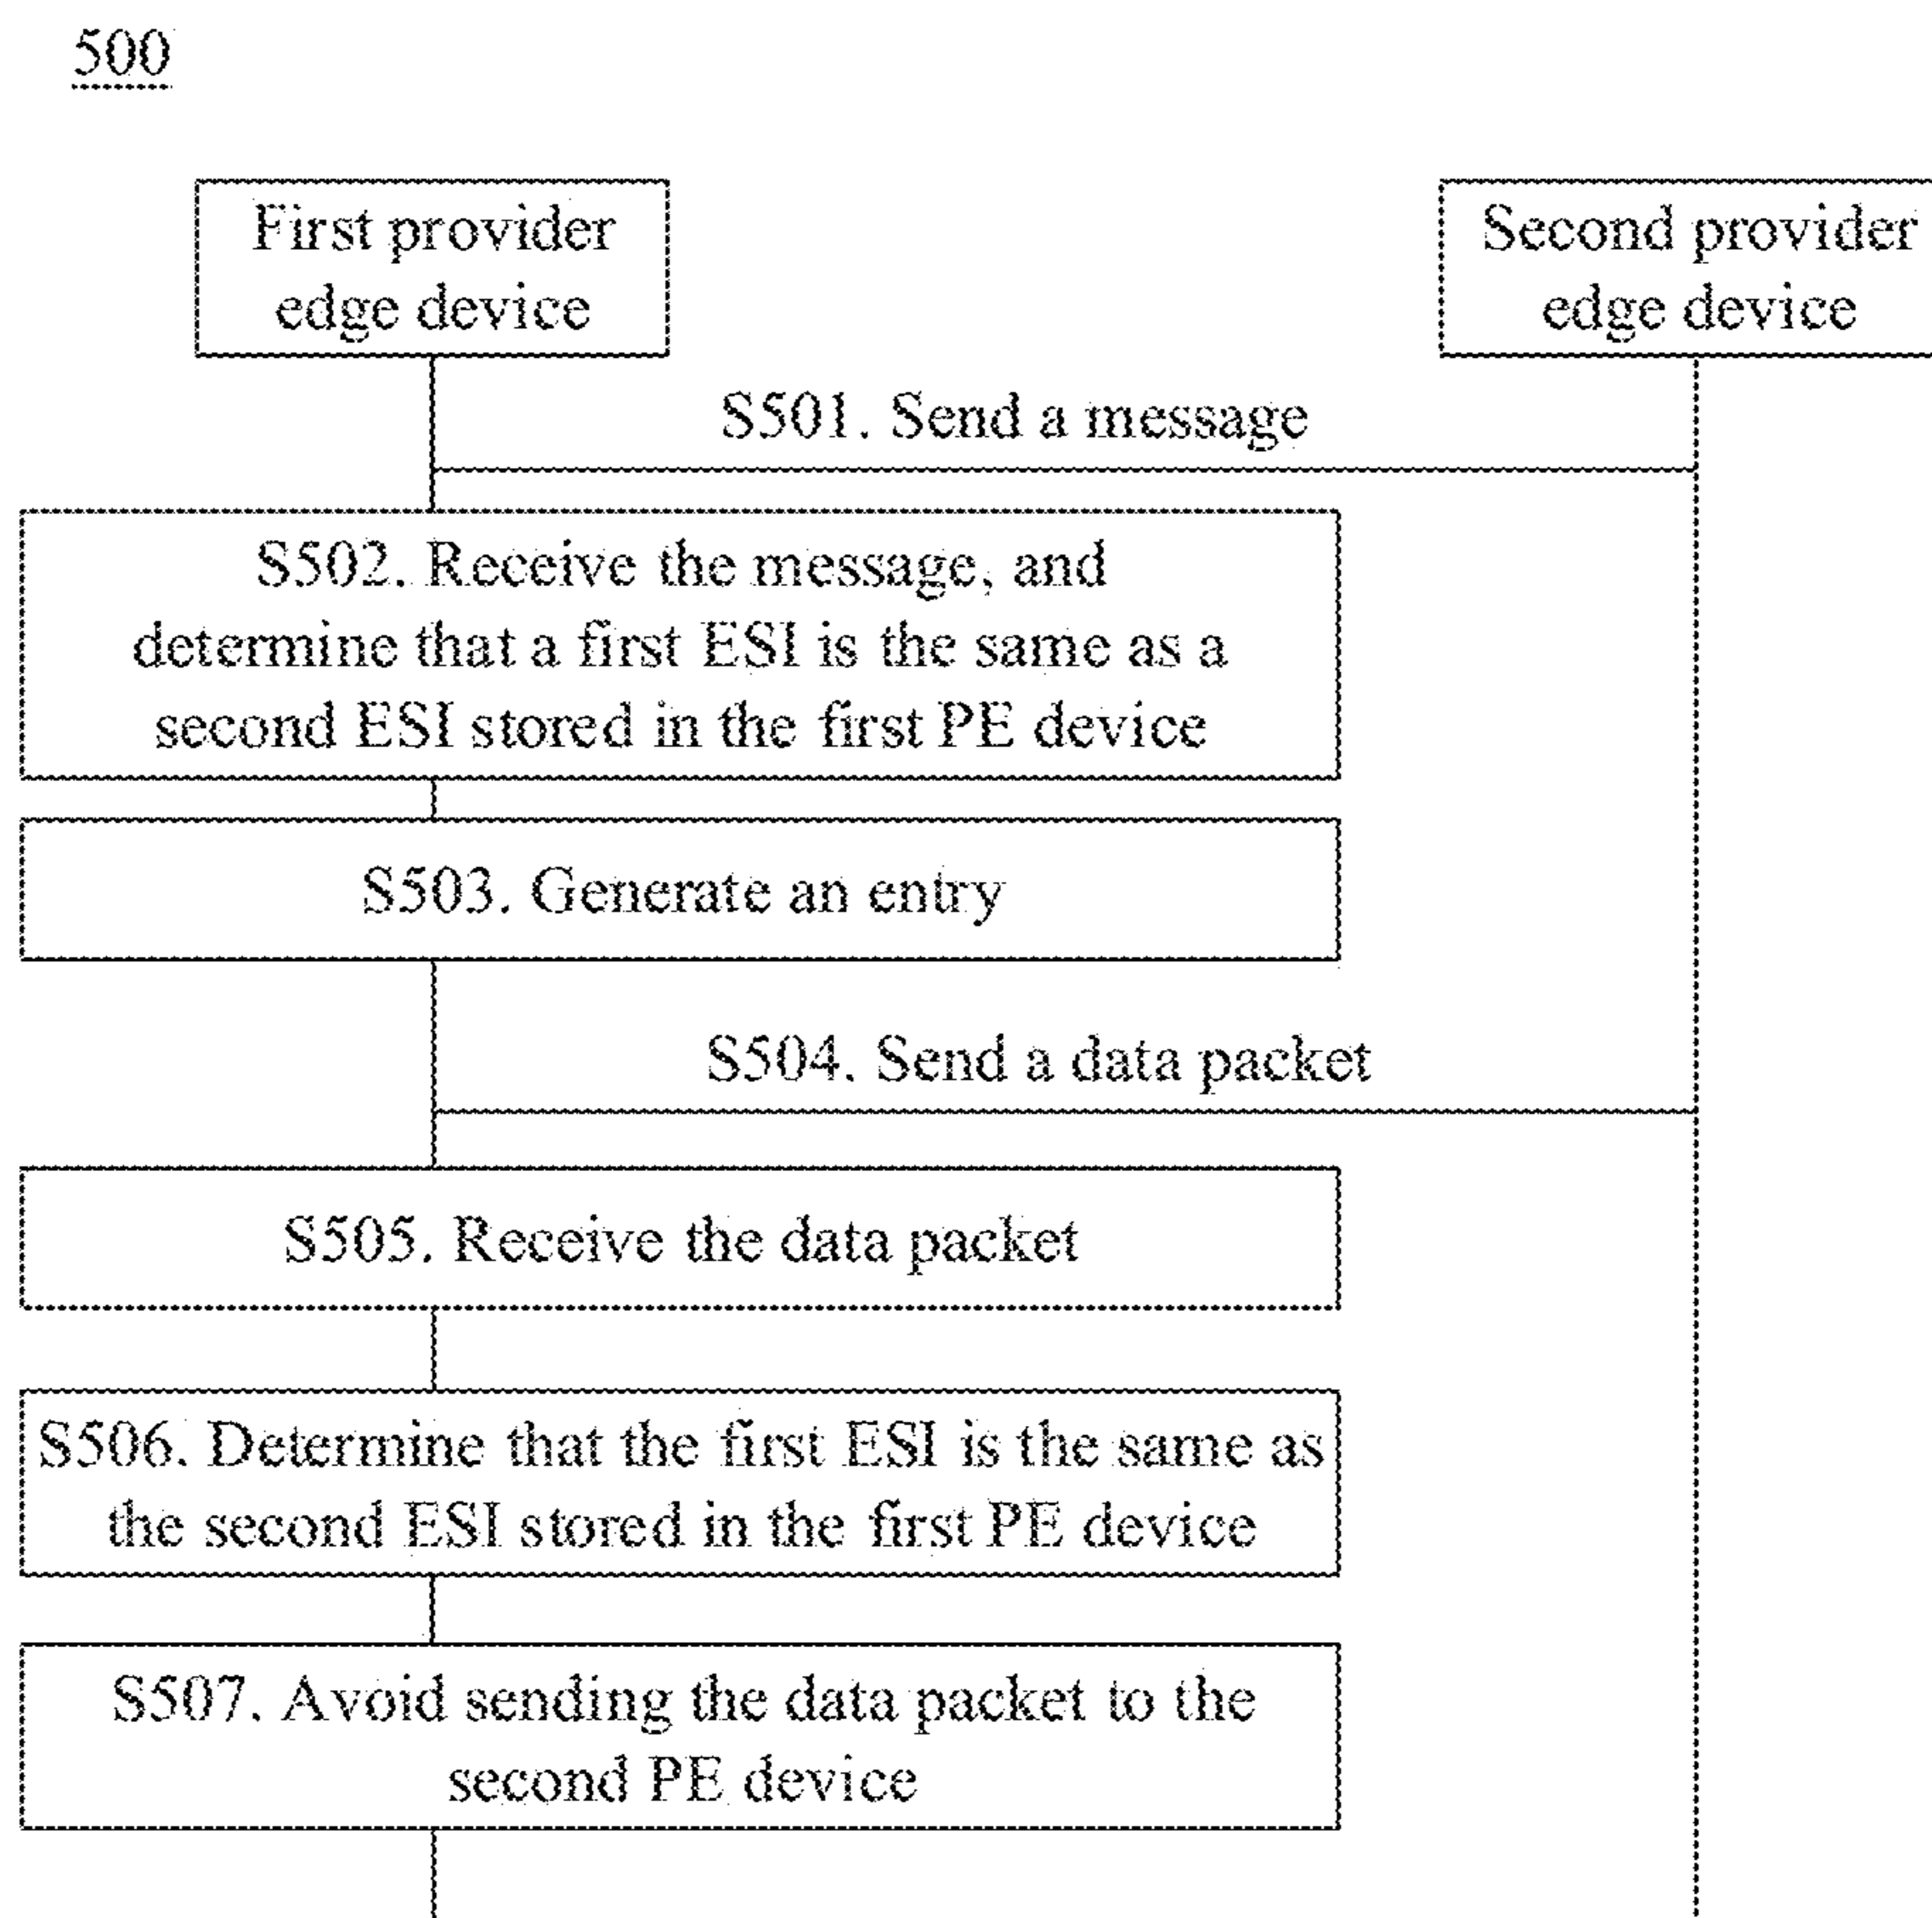 500
First provider
edge device
Second provider
edge device
S501. Send a message
S502. Receive the message, and
determine that a first ESI is the same as a
second ESI stored in the first PE device
S503. Generate an entry
S504. Send a data packet
S505. Receive the data packet
S506. Determine that the first ESI is the same as
the second ESI stored in the first PE device
S507. Avoid sending the data packet to the
second PE device